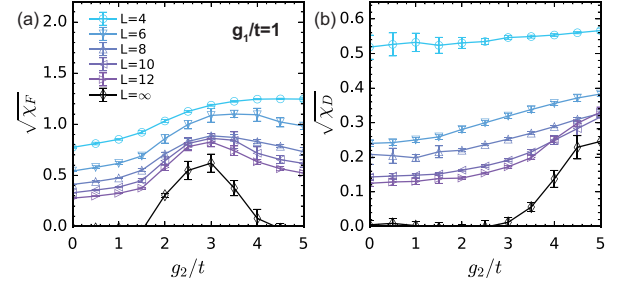 (a)
g₁/t=1
L=4
L=6
L=8
L=10
L=12
L=∞
√χ_F
2.0
1.5
1.0
0.5
0.0
0 1 2 3 4 5
g₂/t
(b)
√χ_D
0.6
0.5
0.4
0.3
0.2
0.1
0.0
0 1 2 3 4 5
g₂/t